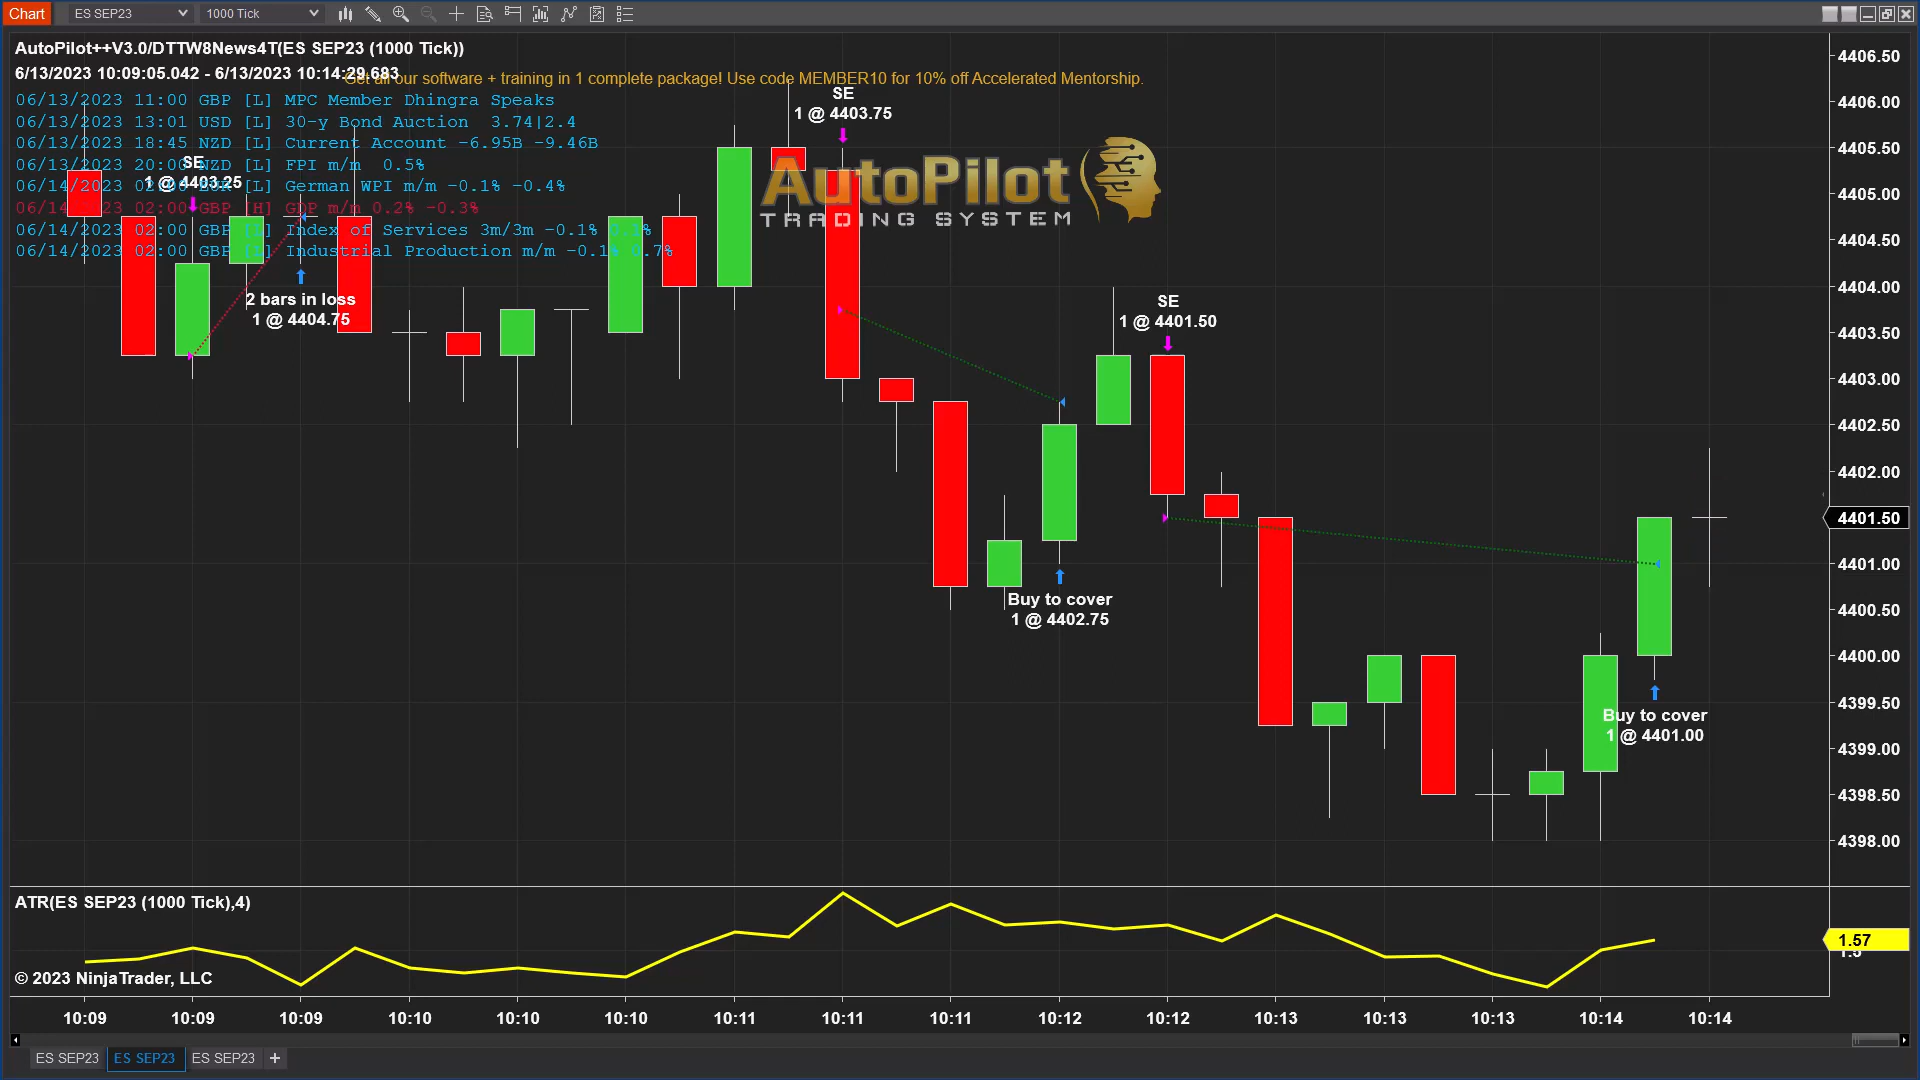 Chart ES SEP23 1000 Tick
AutoPilot++V3.0/DTTW8News4T(ES SEP23 (1000 Tick))
6/13/2023 10:09:05.042 - 6/13/2023 10:14:29.683
Get all our software + training in 1 complete package! Use code MEMBER10 for 10% off Accelerated Mentorship.
06/13/2023 11:00 GBP [L] MPC Member Dhingra Speaks
06/13/2023 13:01 USD [L] 30-y Bond Auction 3.74|2.4
06/13/2023 18:45 NZD [L] Current Account -6.95B -9.46B
06/13/2023 20:00 NZD [L] FPI m/m 0.5%
06/14/2023 02:00 EUR [L] German WPI m/m -0.1% -0.4%
06/14/2023 02:00 GBP [H] GDP m/m 0.2% -0.3%
06/14/2023 02:00 GBP [L] Index of Services 3m/3m -0.1% 0.1%
06/14/2023 02:00 GBP [L] Industrial Production m/m -0.1% 0.7%
SE
1 @ 4403.25
2 bars in loss
1 @ 4404.75
SE
1 @ 4403.75
AutoPilot
TRADING SYSTEM
Buy to cover
1 @ 4402.75
SE
1 @ 4401.50
Buy to cover
1 @ 4401.00
4406.50
4406.00
4405.50
4405.00
4404.50
4404.00
4403.50
4403.00
4402.50
4402.00
4401.50
4401.00
4400.50
4400.00
4399.50
4399.00
4398.50
4398.00
ATR(ES SEP23 (1000 Tick),4)
1.57
1.5
© 2023 NinjaTrader, LLC
10:09 10:09 10:09 10:10 10:10 10:10 10:11 10:11 10:11 10:12 10:12 10:13 10:13 10:13 10:14 10:14
ES SEP23 ES SEP23 ES SEP23 +